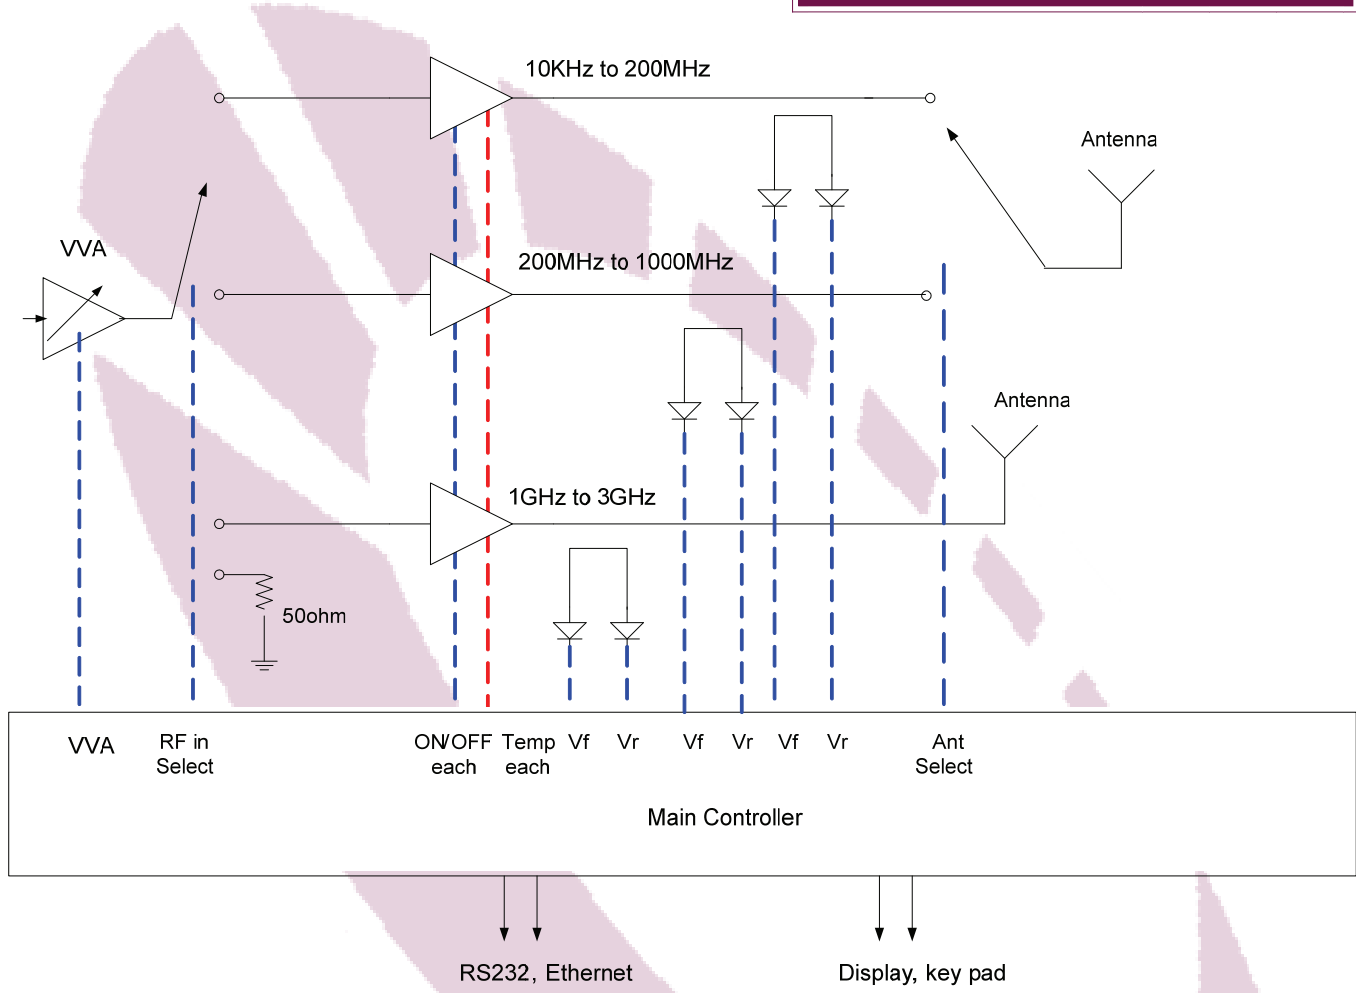 10KHz to 200MHz
Antenna
VVA
200MHz to 1000MHz
Antenna
1GHz to 3GHz
50ohm
VVA
RF in
Select
ON/OFF
each
Temp
each
Vf
Vr
Vf
Vr
Vf
Vr
Ant
Select
Main Controller
RS232, Ethernet
Display, key pad